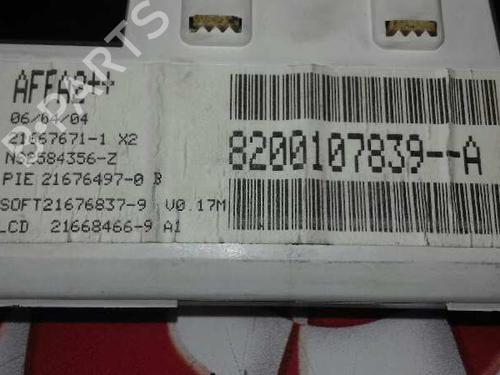 AFFA2++
06/04/04
21667671-1 X2
N32584356-Z
PIE 21676497-0 B
SOFT21676837-9 V0.17M
LCD 21668466-9 A1
8200107839--A